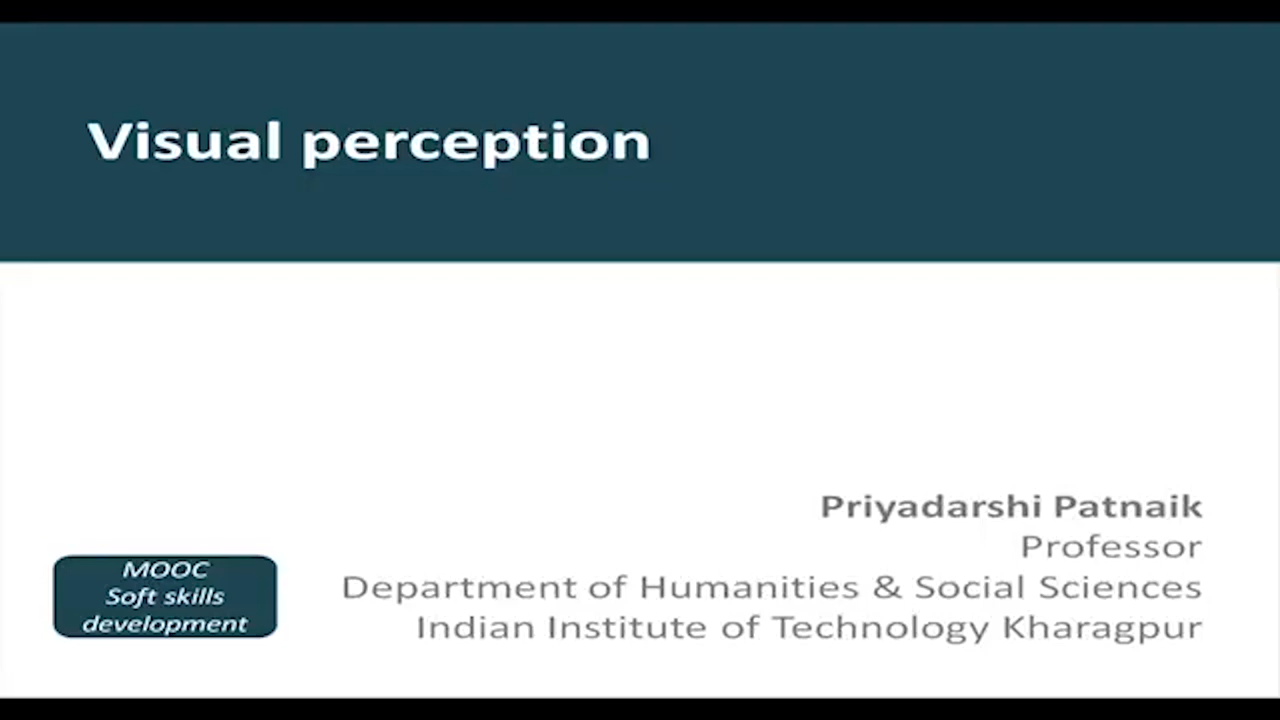 Visual perception
Priyadarshi Patnaik
Professor
Department of Humanities & Social Sciences
Indian Institute of Technology Kharagpur
MOOC
Soft skills
development